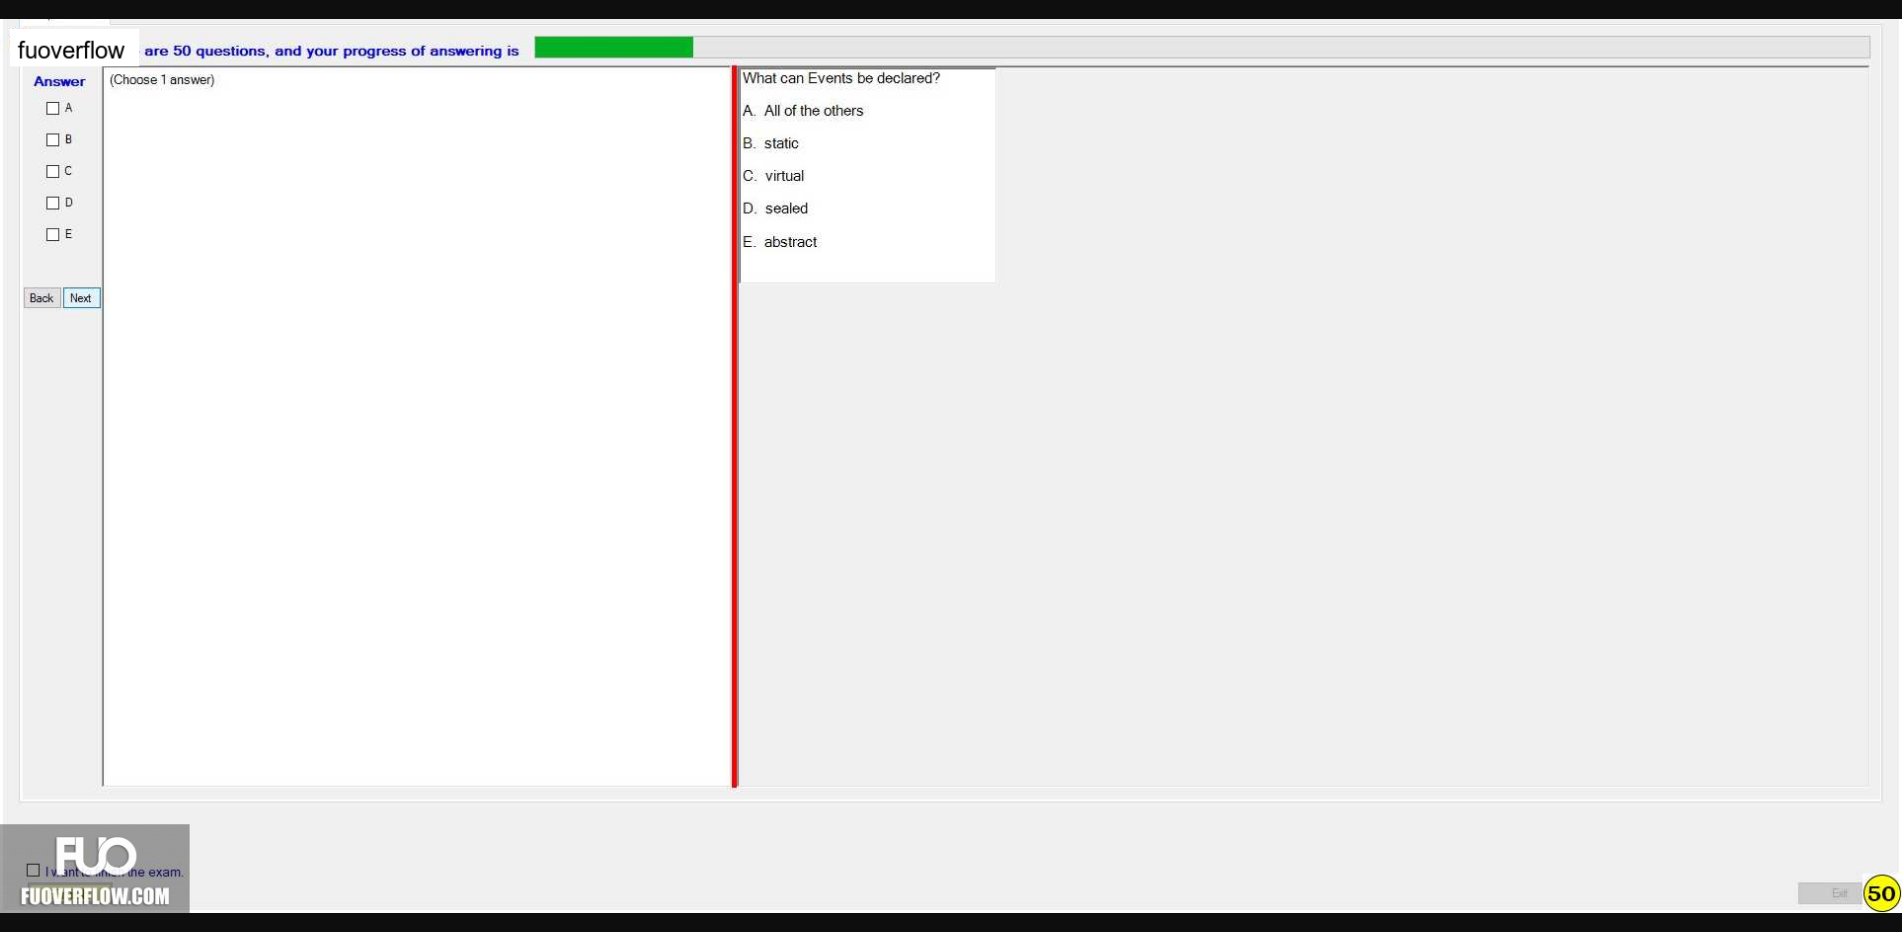 fuoverflow are 50 questions, and your progress of answering is
Answer
(Choose 1 answer)
A
B
C
D
E
Back Next
What can Events be declared?
A. All of the others
B. static
C. virtual
D. sealed
E. abstract
FUO
the exam.
FUOVERFLOW.COM
Exit
50